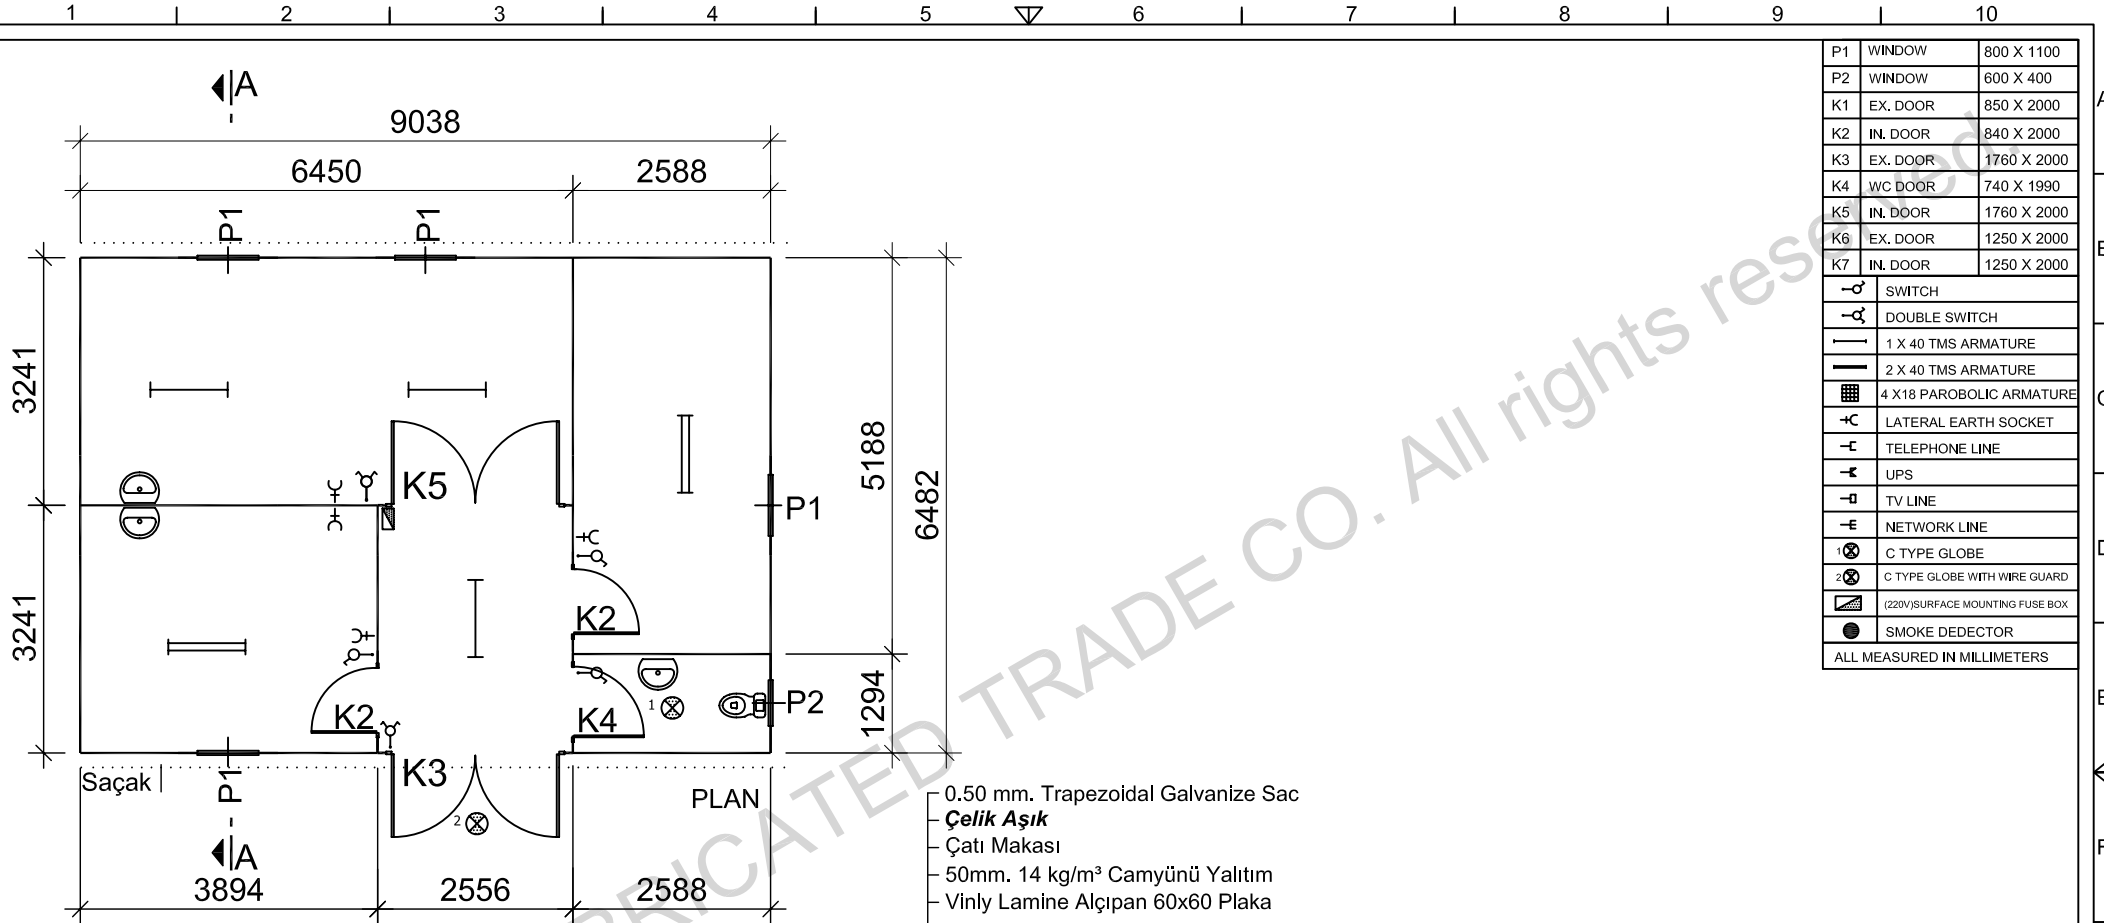 1 2 3 4 5 6 7 8 9 10
A
9038
6450 2588
P1 P1
3241
3241
K5
5188
6482
P1
K2
K2
K4
1
P2
1294
K3
2
Saçak
P1
PLAN
A
3894 2556 2588
0.50 mm. Trapezoidal Galvanize Sac
Çelik Aşık
Çatı Makası
50mm. 14 kg/m³ Camyünü Yalıtım
Vinly Lamine Alçıpan 60x60 Plaka
P1 WINDOW 800 X 1100
P2 WINDOW 600 X 400
K1 EX. DOOR 850 X 2000
K2 IN. DOOR 840 X 2000
K3 EX. DOOR 1760 X 2000
K4 WC DOOR 740 X 1990
K5 IN. DOOR 1760 X 2000
K6 EX. DOOR 1250 X 2000
K7 IN. DOOR 1250 X 2000
SWITCH
DOUBLE SWITCH
1 X 40 TMS ARMATURE
2 X 40 TMS ARMATURE
4 X18 PAROBOLIC ARMATURE
LATERAL EARTH SOCKET
TELEPHONE LINE
UPS
TV LINE
NETWORK LINE
1 C TYPE GLOBE
2 C TYPE GLOBE WITH WIRE GUARD
(220V)SURFACE MOUNTING FUSE BOX
SMOKE DEDECTOR
ALL MEASURED IN MILLIMETERS
BRICATED TRADE CO. All rights reserved.